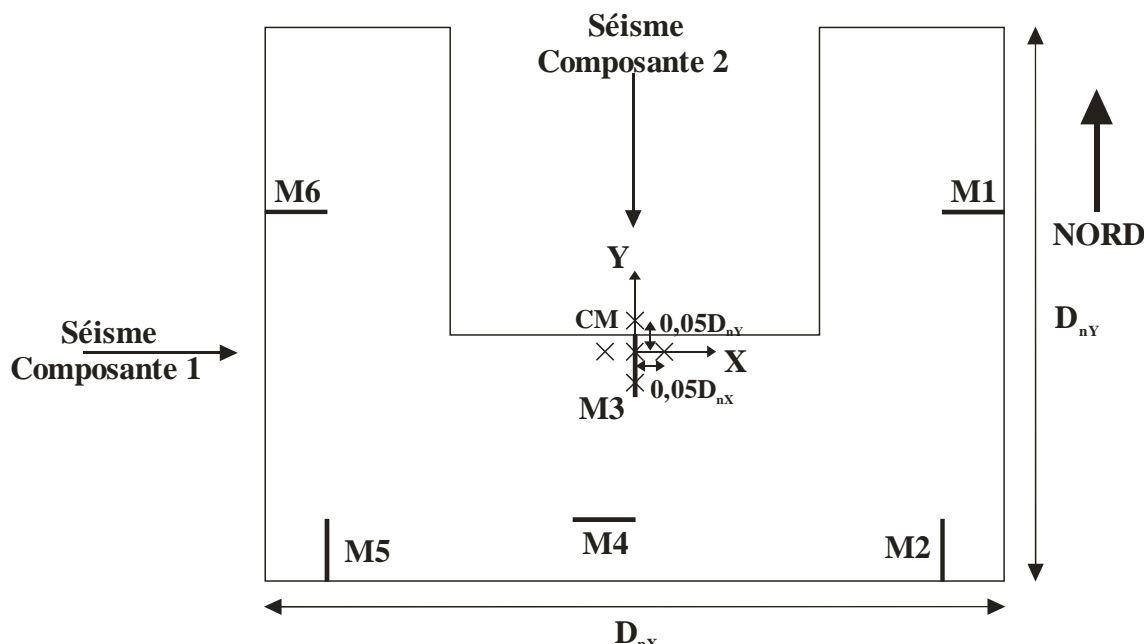 Séisme
Composante 2
M6
M1
NORD
Y
CM
0,05DnY
DnY
Séisme
Composante 1
X
0,05DnX
M3
M5
M4
M2
DnX